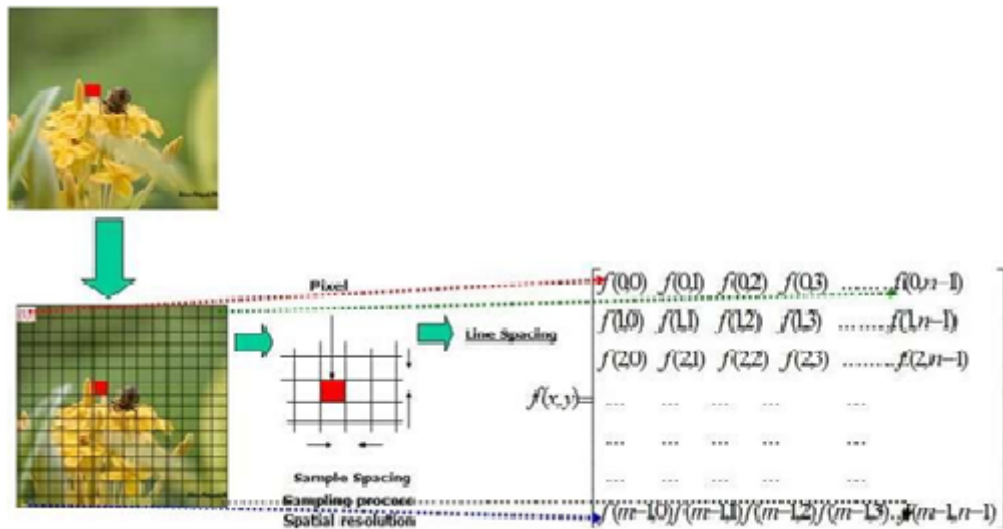 Pixel
Line Spacing
Sample Spacing
Sampling process
Spatial resolution
f(x,y)=
f(0,0) f(0,1) f(0,2) f(0,3) ........f(0,n-1)
f(1,0) f(1,1) f(1,2) f(1,3) ........f(1,n-1)
f(2,0) f(2,1) f(2,2) f(2,3) ........f(2,n-1)
... ... ... ... ...
... ... ... ... ...
... ... ... ... ...
f(m-1,0) f(m-1,1) f(m-1,2) f(m-1,3)...f(m-1,n-1)